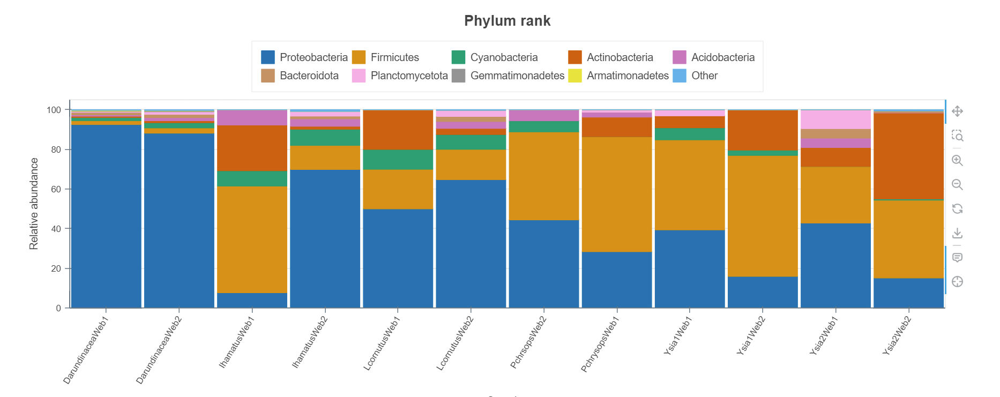 Phylum rank
Proteobacteria Firmicutes Cyanobacteria Actinobacteria Acidobacteria
Bacteroidota Planctomycetota Gemmatimonadetes Armatimonadetes Other
Relative abundance
100
80
60
40
20
0
DarundinaceaWeb1
DarundinaceaWeb2
IhamatusWeb1
IhamatusWeb2
LcornutusWeb1
LcornutusWeb2
PchrsopsWeb2
PchrysopsWeb1
Ysia1Web1
Ysia1Web2
Ysia2Web1
Ysia2Web2